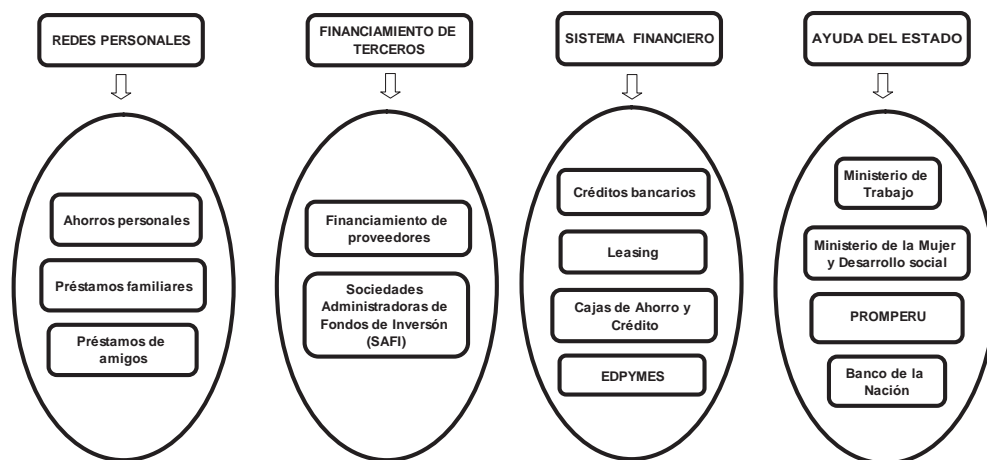 REDES PERSONALES
Ahorros personales
Préstamos familiares
Préstamos de
amigos
FINANCIAMIENTO DE
TERCEROS
Financiamiento de
proveedores
Sociedades
Administradoras de
Fondos de Inversón
(SAFI)
SISTEMA FINANCIERO
Créditos bancarios
Leasing
Cajas de Ahorro y
Crédito
EDPYMES
AYUDA DEL ESTADO
Ministerio de
Trabajo
Ministerio de la Mujer
y Desarrollo social
PROMPERU
Banco de la
Nación